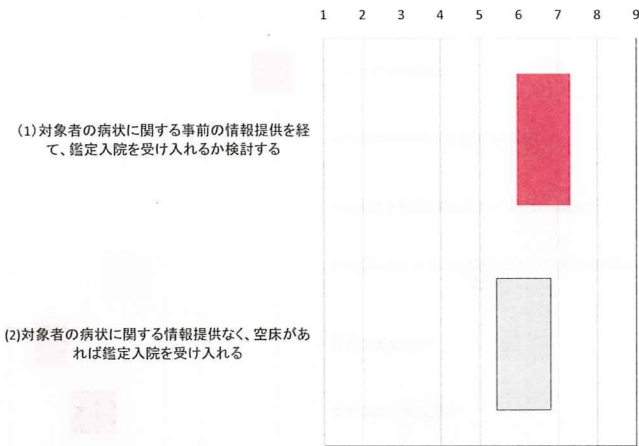 1 2 3 4 5 6 7 8 9
(1)対象者の病状に関する事前の情報提供を経
て、鑑定入院を受け入れるか検討する
(2)対象者の病状に関する情報提供なく、空床があ
れば鑑定入院を受け入れる